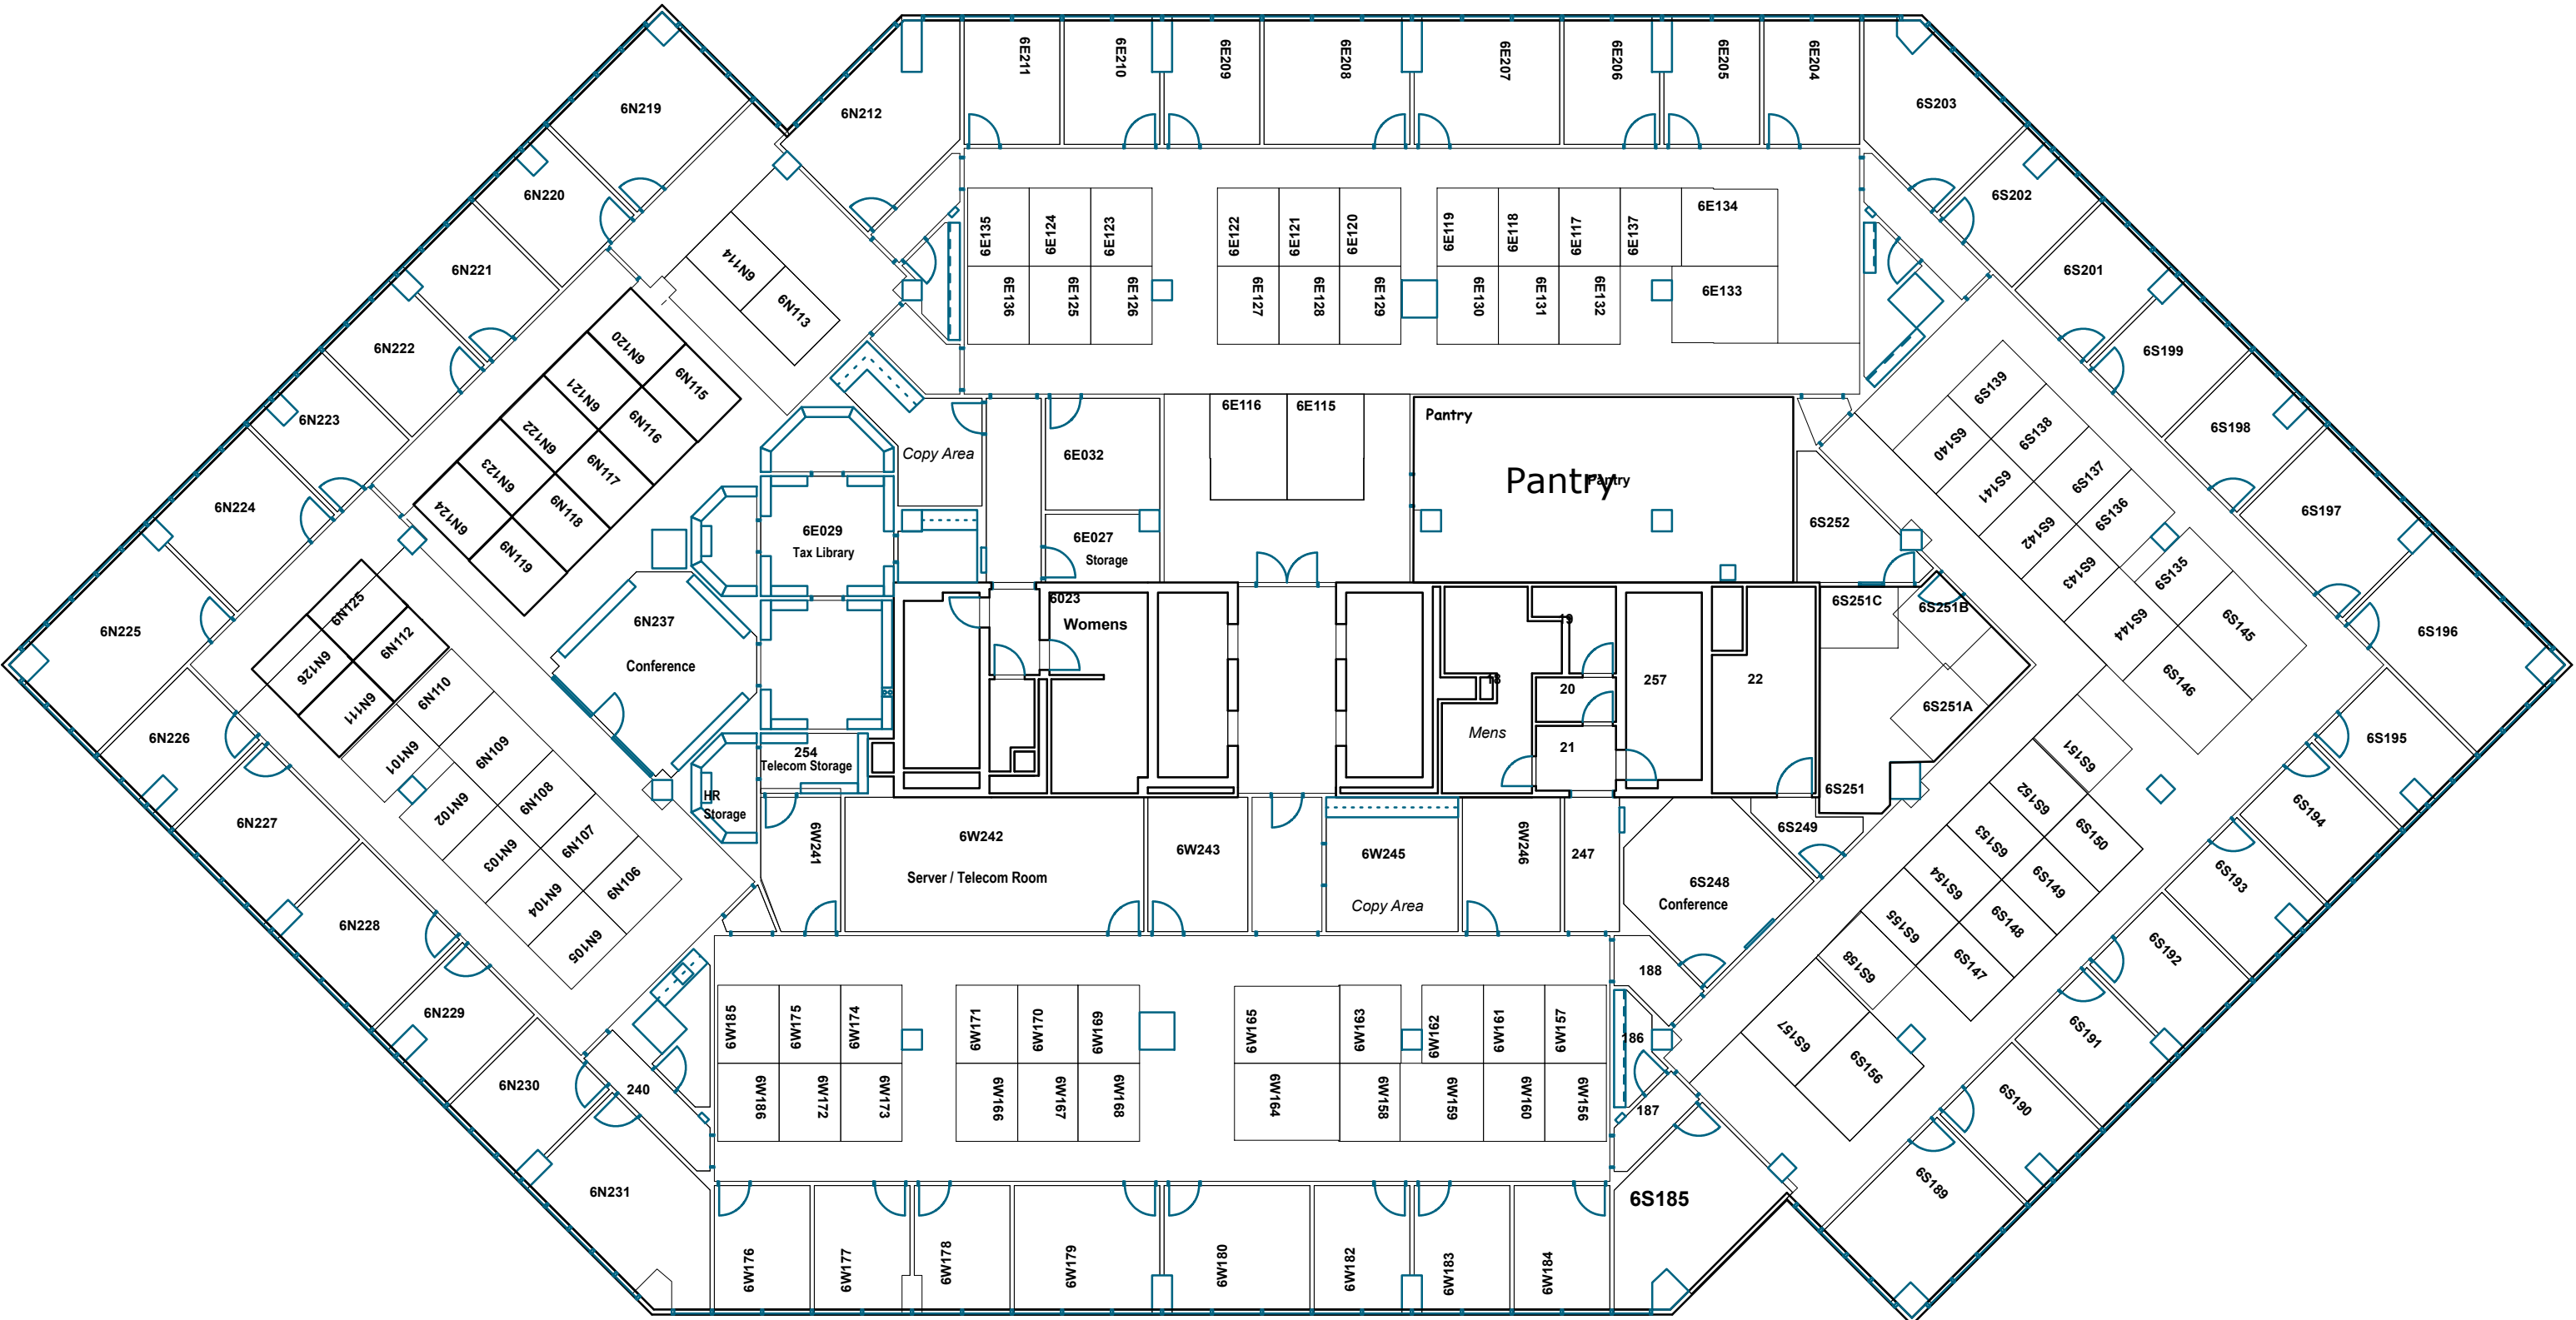 6N219
6N212
6E211
6E210
6E209
6E208
6E207
6E206
6E205
6E204
6S203
6N220
6N221
6N222
6N223
6N224
6N225
6N226
6N227
6N228
6N229
6N230
6N231
240
6N114
6N113
6E135
6E124
6E123
6E122
6E121
6E120
6E119
6E118
6E117
6E137
6E134
6E136
6E125
6E126
6E127
6E128
6E129
6E130
6E131
6E132
6E133
6S202
6S201
6S199
6S198
6S197
6S196
6S195
6S194
6S193
6S192
6S191
6S190
6S189
6N120
6N115
6N121
6N116
6N122
6N117
6N123
6N118
6N124
6N119
6N125
6N112
6N126
6N111
6N110
6N101
6N109
6N102
6N108
6N103
6N107
6N104
6N106
6N105
Copy Area
6E032
6E027
Storage
6E029
Tax Library
6E116
6E115
Pantry
Pantry
Pantry
6S252
6S139
6S140
6S138
6S141
6S137
6S142
6S136
6S143
6S135
6S144
6S145
6S146
6N237
Conference
6023
Womens
19
18
20
21
Mens
257
22
6S251C
6S251B
6S251A
6S251
6S249
254
Telecom Storage
HR
Storage
6W241
6W242
Server / Telecom Room
6W243
6W245
Copy Area
6W246
247
6S248
Conference
188
186
187
6S151
6S152
6S150
6S153
6S149
6S154
6S148
6S155
6S147
6S158
6S157
6S156
6W185
6W175
6W174
6W171
6W170
6W169
6W165
6W163
6W162
6W161
6W157
6W186
6W172
6W173
6W166
6W167
6W168
6W164
6W158
6W159
6W160
6W156
6S185
6W176
6W177
6W178
6W179
6W180
6W182
6W183
6W184